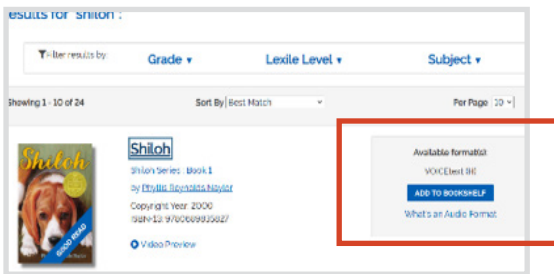 esults for 'shiloh':
Filter results by:
Grade ▾
Lexile Level ▾
Subject ▾
Showing 1 - 10 of 24
Sort By Best Match
Per Page 10
Shiloh
GOOD READ
Shiloh
Shiloh Series : Book 1
by Phyllis Reynolds Naylor
Copyright Year: 2000
ISBN-13: 9780689835827
Video Preview
Available format(s):
ADD TO BOOKSHELF
What's an Audio Format